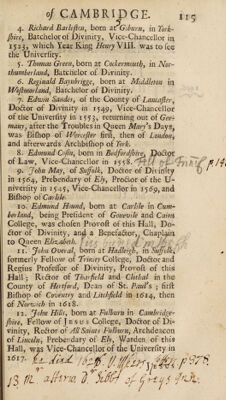 of CAMBRIDGE. 115
4. Richard Barleston, born at Giburn, in York-
shire, Batchelor of Divinity, Vice-Chancellor in
1523, which Year King Henry VIII. was to see
the University.
5. Thomas Green, born at Cockermouth, in Nor-
thumberland, Batchelor of Divinity.
6. Reginald Baynbrigge, born at Middleton in
Westmorland, Batchelor of Divinity.
7. Edwin Sandes, of the County of Lancaster,
Doctor of Divinity in 1549, Vice-Chancellor
of the University in 1553, returning out of Ger-
many, after the Troubles in Queen Mary's Days,
was Bishop of Worcester first, then of London,
and afterwards Archbishop of York.
8. Edmund Cosin, born in Bedfordshire, Doctor
of Law, Vice-Chancellor in 1558.
9. John May, of Suffolk, Doctor of Divinity
in 1564, Prebendary of Ely, Proctor of the U-
niversity in 1545, Vice-Chancellor in 1569, and
Bishop of Carlisle.
10. Edmund Hound, born at Carlisle in Cum-
berland, being President of Gonevile and Cains
College, was chosen Provost of this Hall, Do-
ctor of Divinity, and a Benefactor, Chaplain
to Queen Elizabeth.
11. John Overal, born at Hadlegh, in Suffolk,
formerly Fellow of Trinity College, Doctor and
Regius Professor of Divinity, Provost of this
Hall; Rector of Tharfield and Clothal in the
County of Hertford, Dean of St. Paul's; first
Bishop of Coventry and Litchfield in 1614, then
of Norwich in 1618.
12. John Hills, born at Fulburn in Cambridge-
shire, Fellow of JESUS College, Doctor of Di-
vinity, Rector of All Saints Fulburn, Archdeacon
of Lincoln, Prebendary of Ely, Warden of this
Hall, was Vice-Chancellor of the University in
1617. he died